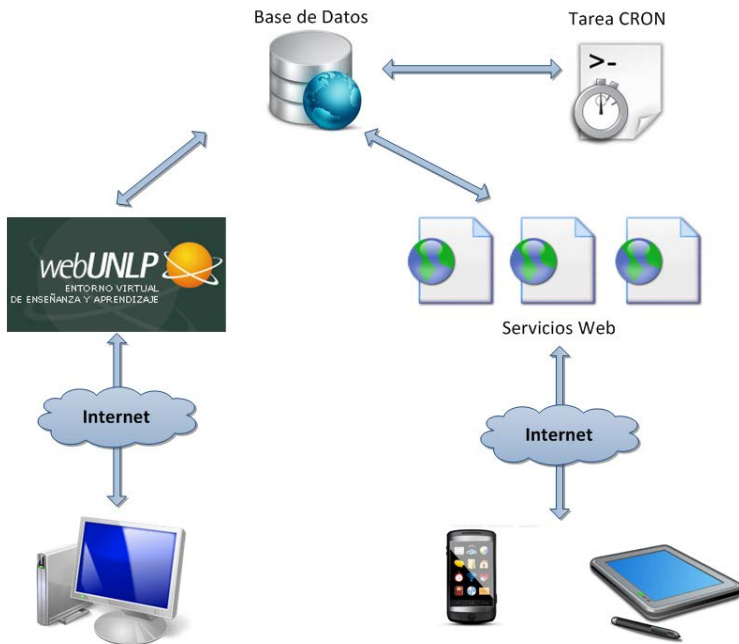 Base de Datos
Tarea CRON
>-
webUNLP
ENTORNO VIRTUAL
DE ENSEÑANZA Y APRENDIZAJE
Servicios Web
Internet
Internet